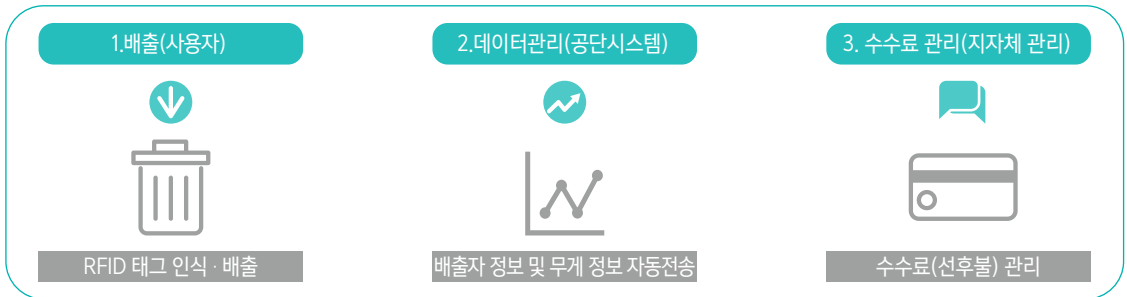 1.배출(사용자)
2.데이터관리(공단시스템)
3. 수수료 관리(지자체 관리)
RFID 태그 인식 · 배출
배출자 정보 및 무게 정보 자동전송
수수료(선후불) 관리